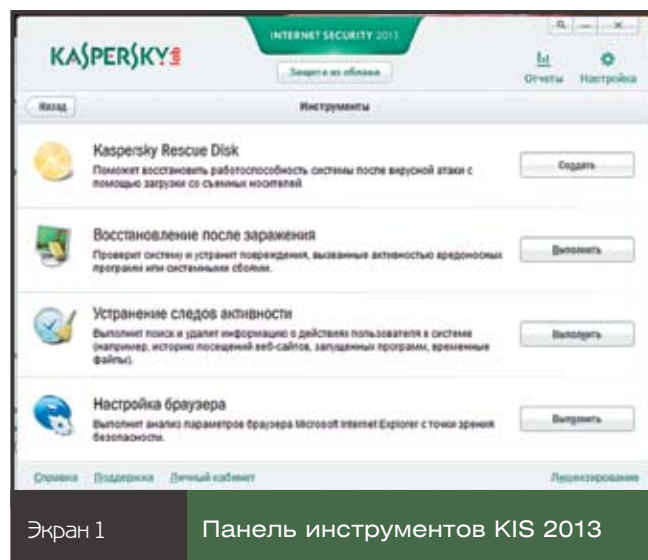 INTERNET SECURITY 2013
KASPERSKY lab
Защита из облака
Отчеты
Настройка
Назад
Инструменты
Kaspersky Rescue Disk
Поможет восстановить работоспособность системы после вирусной атаки с
помощью загрузки со съемных носителей.
Создать
Восстановление после заражения
Проверит систему и устранит повреждения, вызванные активностью вредоносных
программ или системными сбоями.
Выполнить
Устранение следов активности
Выполнит поиск и удалит информацию о действиях пользователя в системе
(например, историю посещений веб-сайтов, запущенных программ, временные
файлы).
Выполнить
Настройка браузера
Выполнит анализ параметров браузера Microsoft Internet Explorer с точки зрения
безопасности.
Выполнить
Справка
Поддержка
Личный кабинет
Лицензирование
Экран 1
Панель инструментов KIS 2013